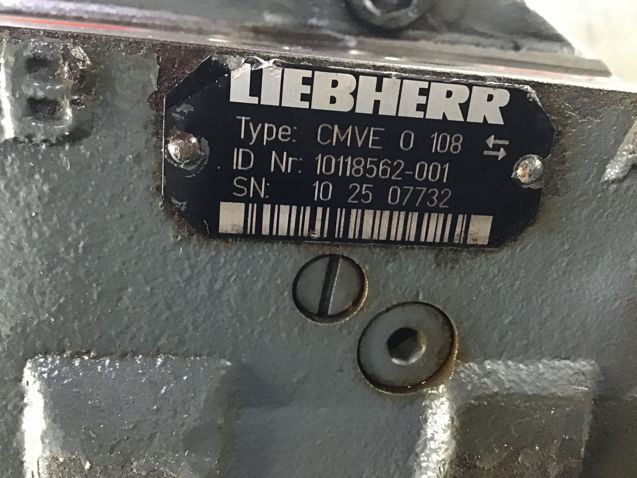 B
LIEBHERR
Type: CMVE 0 108 ⇆
ID Nr: 10118562-001
SN: 10 25 07732